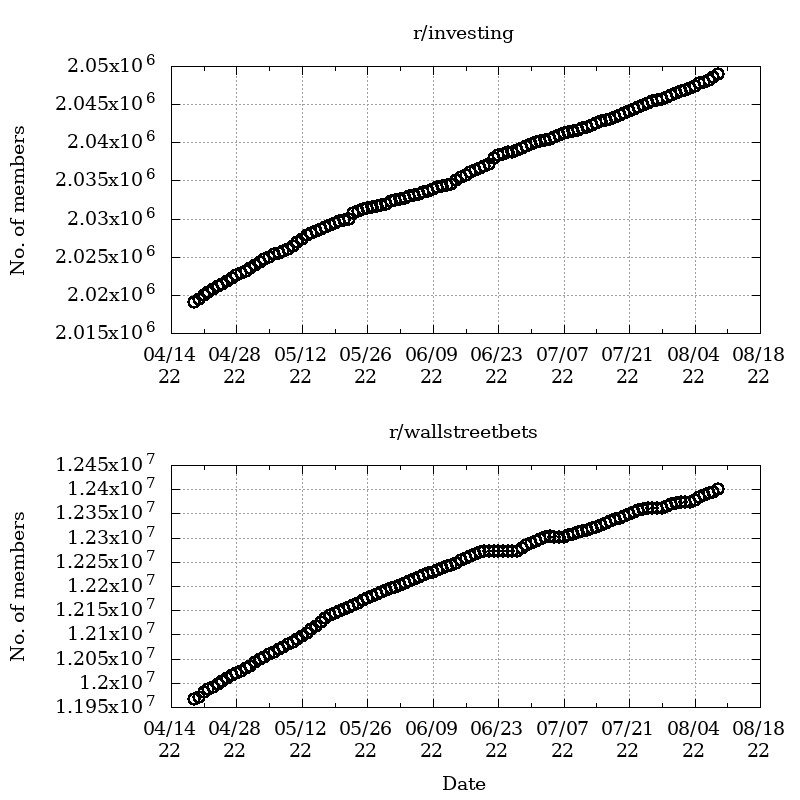 r/investing
2.05x10^6
2.045x10^6
2.04x10^6
2.035x10^6
2.03x10^6
2.025x10^6
2.02x10^6
2.015x10^6
No. of members
04/14 04/28 05/12 05/26 06/09 06/23 07/07 07/21 08/04 08/18
22 22 22 22 22 22 22 22 22 22
r/wallstreetbets
1.245x10^7
1.24x10^7
1.235x10^7
1.23x10^7
1.225x10^7
1.22x10^7
1.215x10^7
1.21x10^7
1.205x10^7
1.2x10^7
1.195x10^7
No. of members
04/14 04/28 05/12 05/26 06/09 06/23 07/07 07/21 08/04 08/18
22 22 22 22 22 22 22 22 22 22
Date